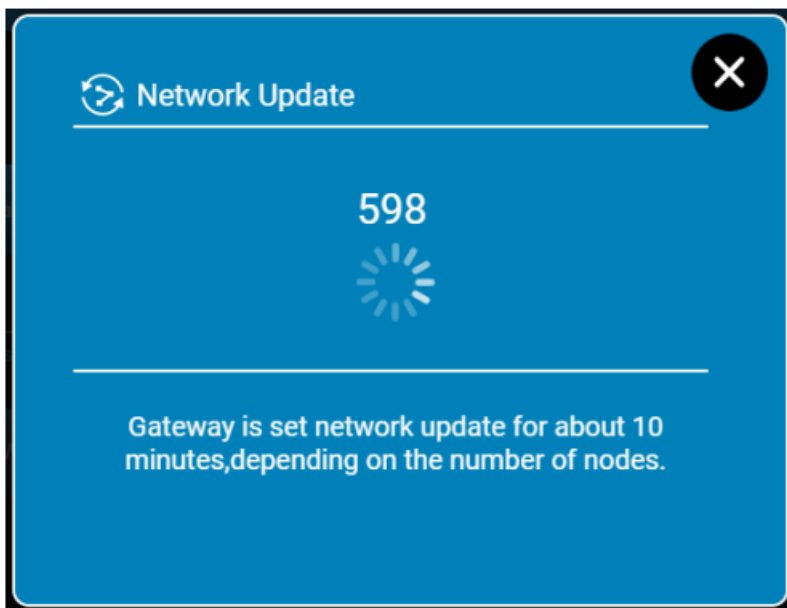 Network Update
598
Gateway is set network update for about 10
minutes,depending on the number of nodes.